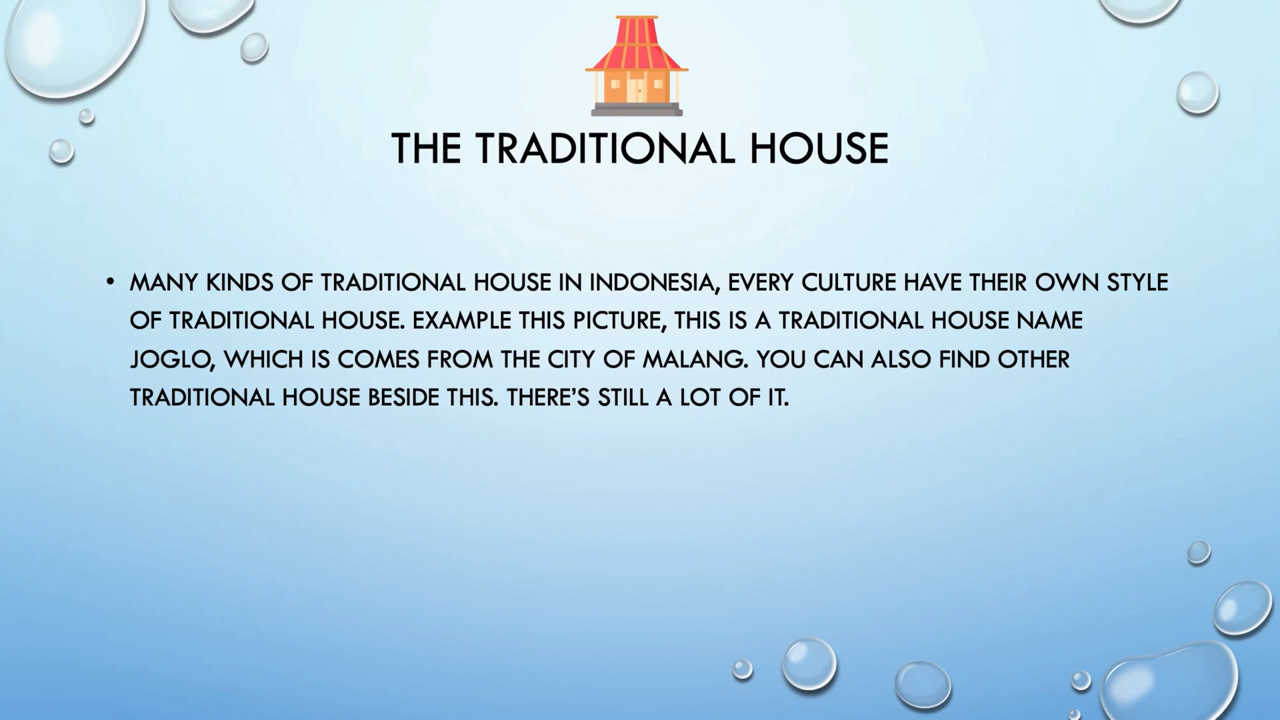 THE TRADITIONAL HOUSE
• MANY KINDS OF TRADITIONAL HOUSE IN INDONESIA, EVERY CULTURE HAVE THEIR OWN STYLE
OF TRADITIONAL HOUSE. EXAMPLE THIS PICTURE, THIS IS A TRADITIONAL HOUSE NAME
JOGLO, WHICH IS COMES FROM THE CITY OF MALANG. YOU CAN ALSO FIND OTHER
TRADITIONAL HOUSE BESIDE THIS. THERE’S STILL A LOT OF IT.